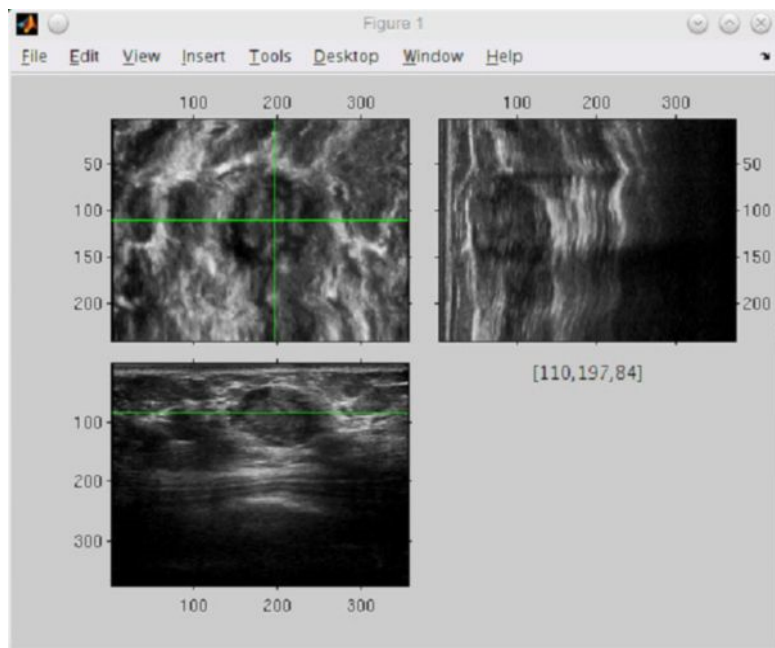 Figure 1
File Edit View Insert Tools Desktop Window Help
100 200 300 100 200 300
50 50
100 100
150 150
200 200
[110,197,84]
100
200
300
100 200 300